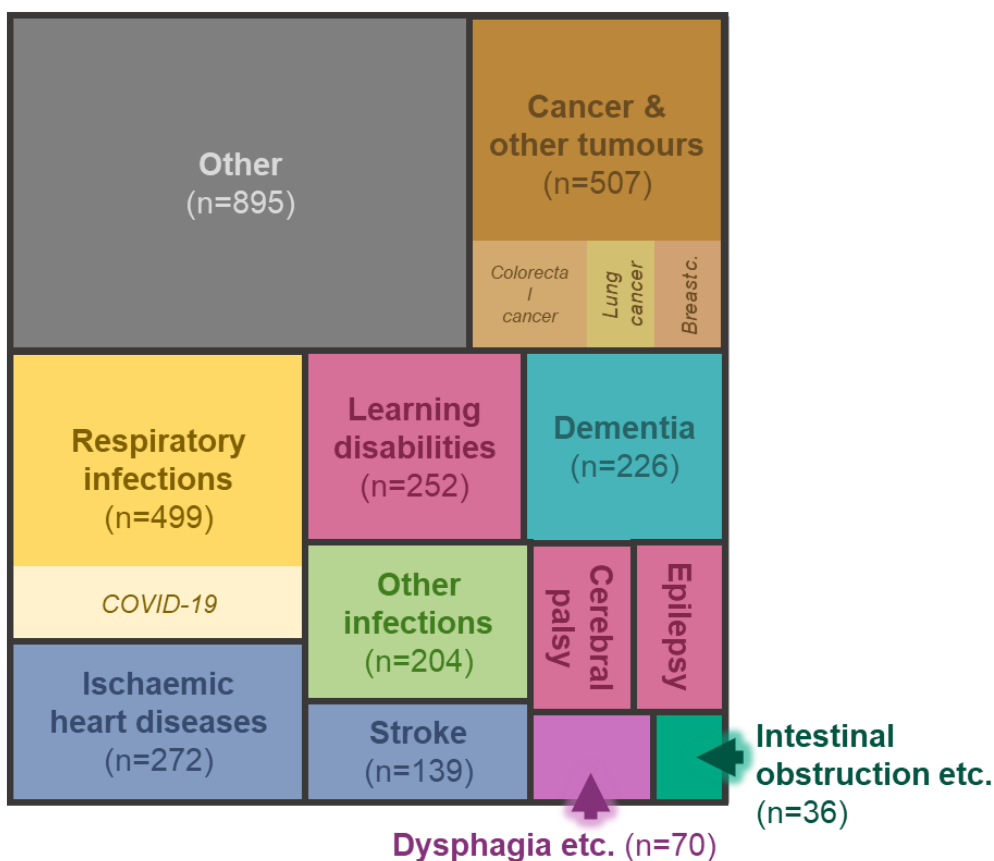 Other
(n=895)
Cancer &
other tumours
(n=507)
Colorecta
l
cancer
Lung
cancer
Breast c.
Respiratory
infections
(n=499)
COVID-19
Learning
disabilities
(n=252)
Dementia
(n=226)
Other
infections
(n=204)
Cerebral
palsy
Epilepsy
Ischaemic
heart diseases
(n=272)
Stroke
(n=139)
Intestinal
obstruction etc.
(n=36)
Dysphagia etc. (n=70)